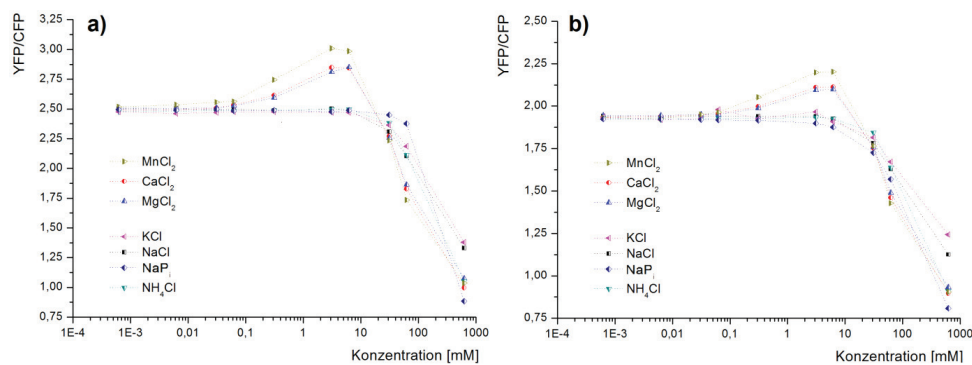 a)
YFP/CFP
3,25
3,00
2,75
2,50
2,25
2,00
1,75
1,50
1,25
1,00
0,75
MnCl2
CaCl2
MgCl2
KCl
NaCl
NaPi
NH4Cl
1E-4 1E-3 0,01 0,1 1 10 100 1000
Konzentration [mM]
b)
YFP/CFP
2,50
2,25
2,00
1,75
1,50
1,25
1,00
0,75
MnCl2
CaCl2
MgCl2
KCl
NaCl
NaPi
NH4Cl
1E-4 1E-3 0,01 0,1 1 10 100 1000
Konzentration [mM]